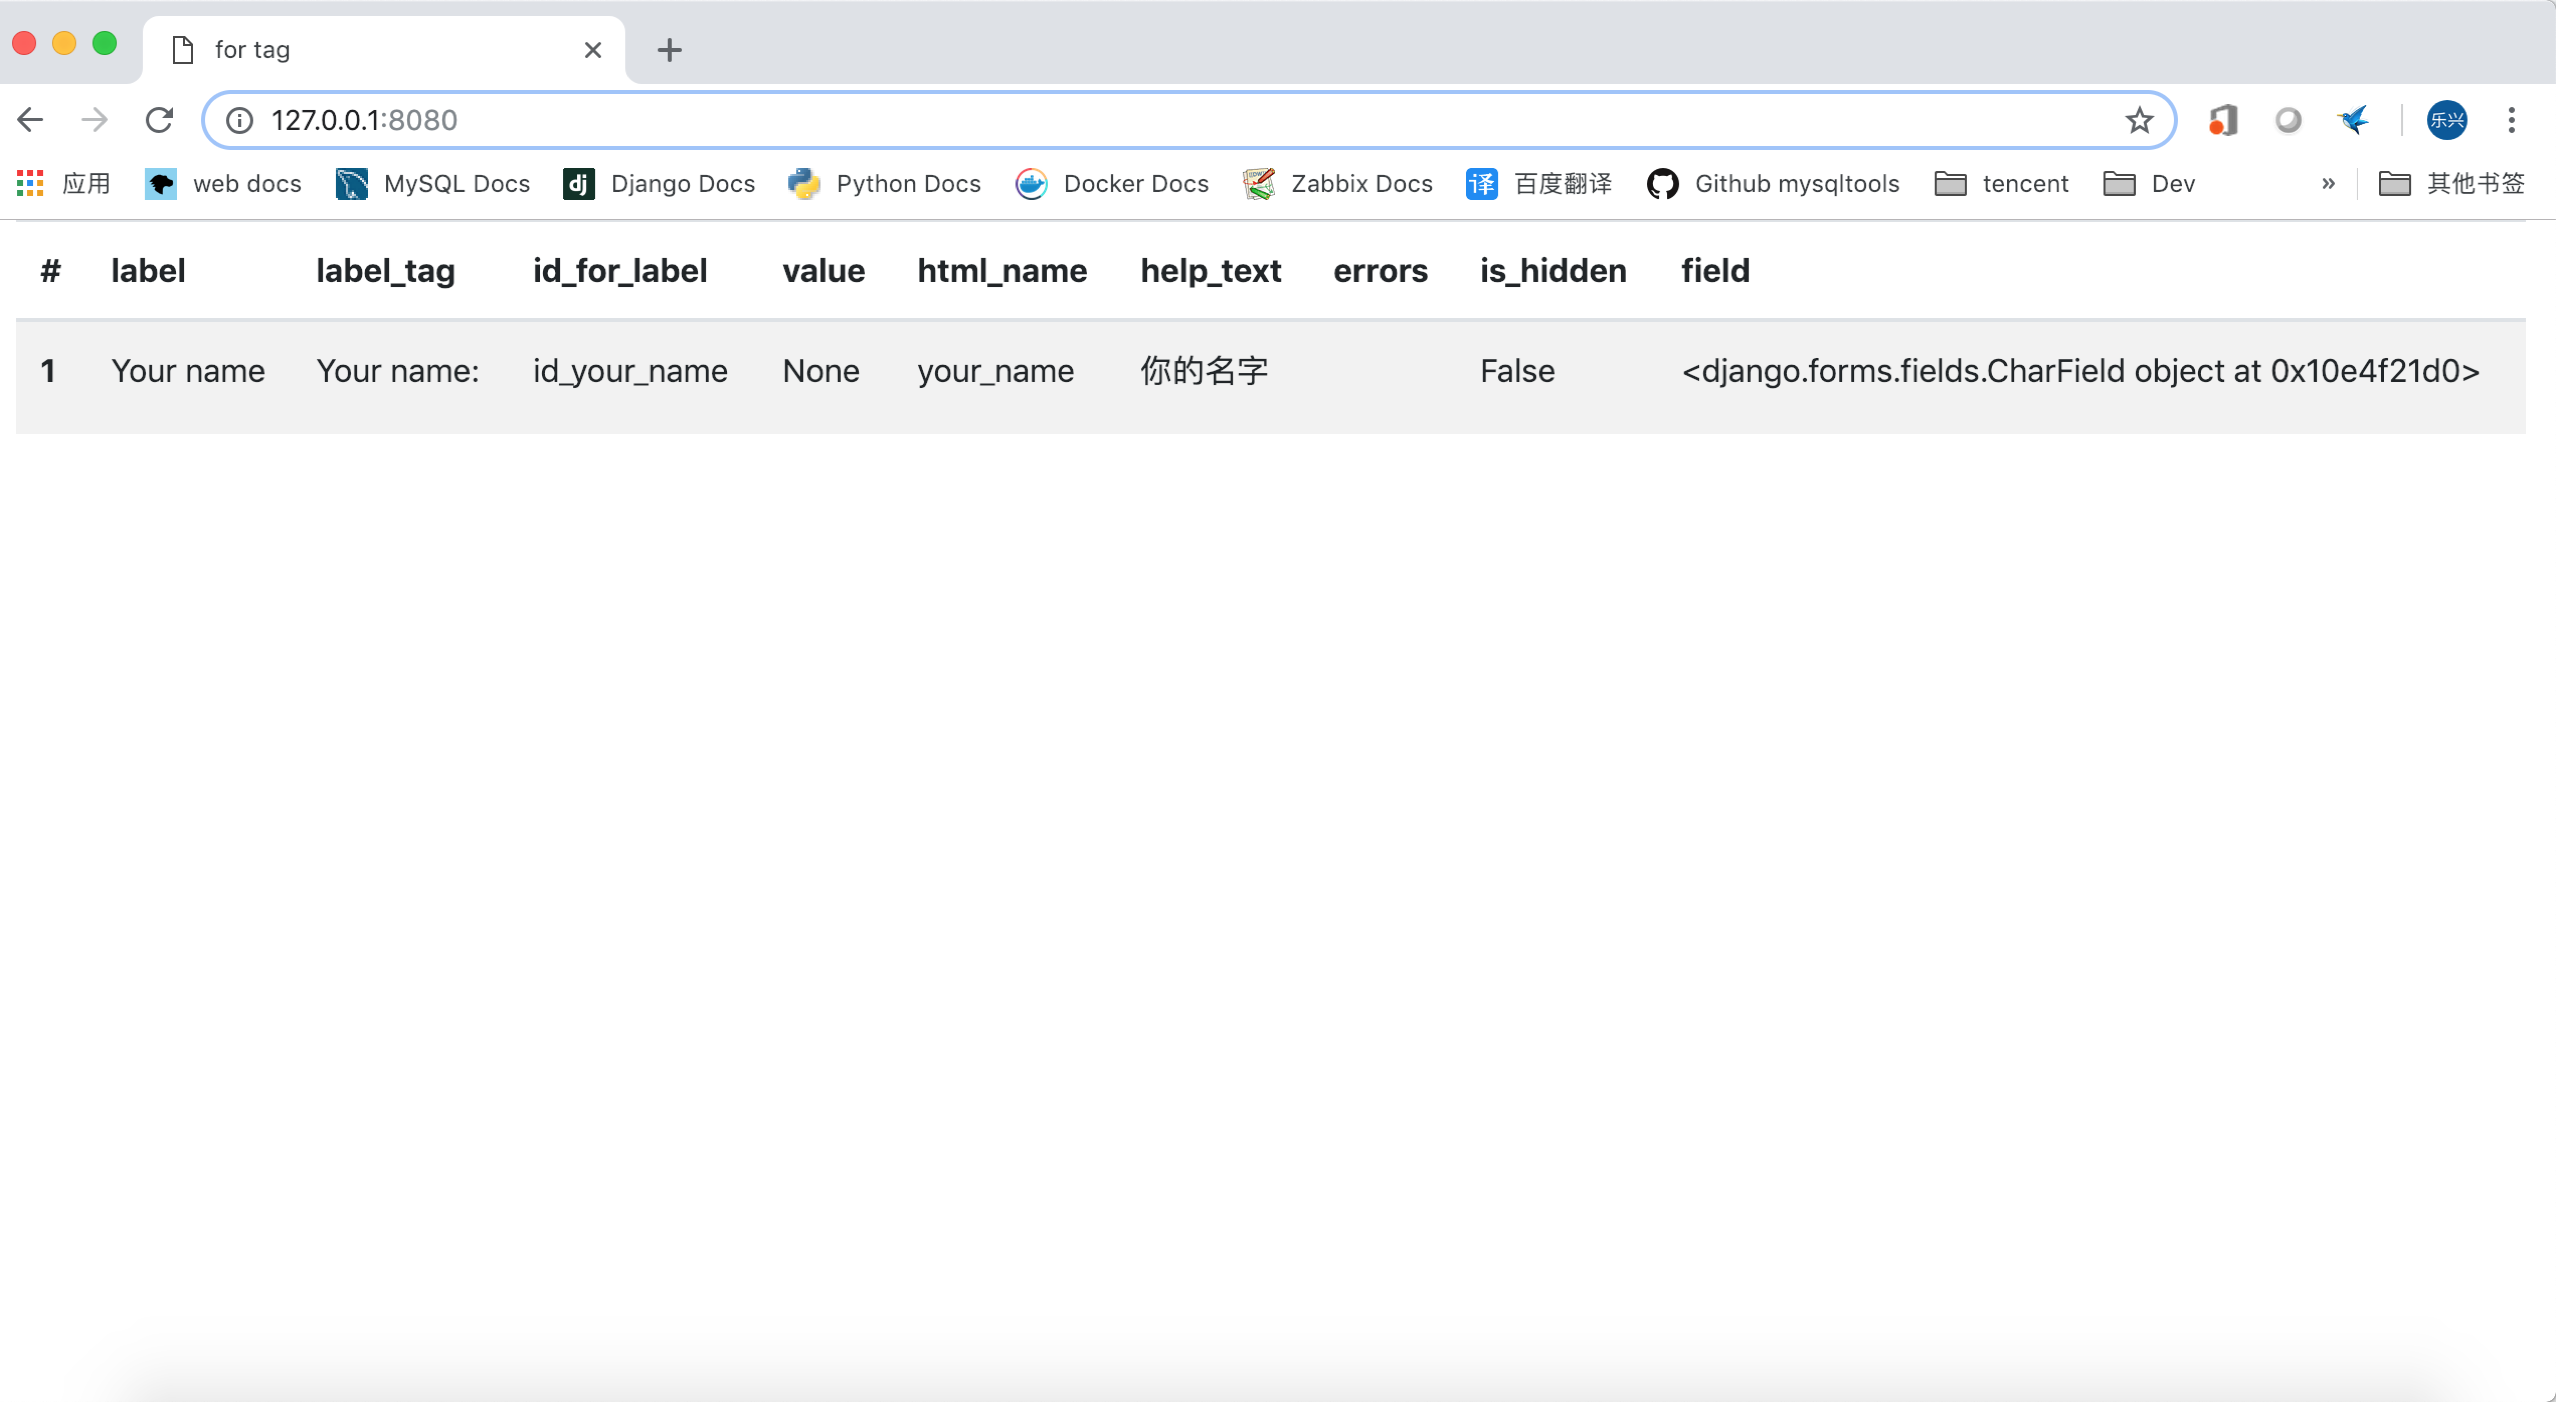 for tag
127.0.0.1:8080
乐兴
应用 web docs MySQL Docs dj Django Docs Python Docs Docker Docs Zabbix Docs 译 百度翻译 Github mysqltools tencent Dev » 其他书签
# label label_tag id_for_label value html_name help_text errors is_hidden field
1 Your name Your name: id_your_name None your_name 你的名字 False <django.forms.fields.CharField object at 0x10e4f21d0>